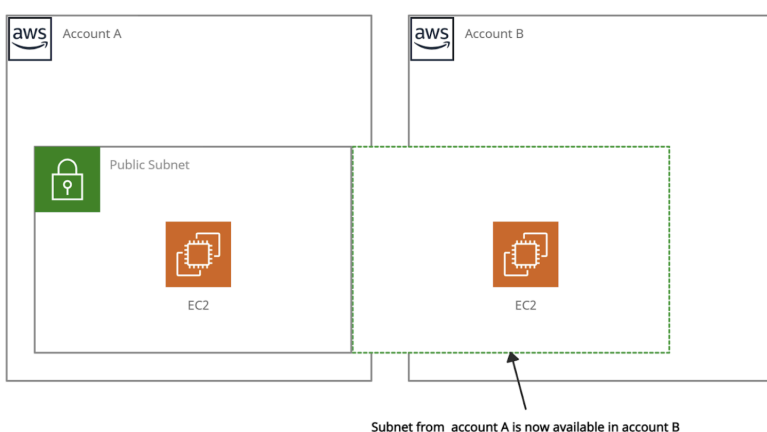 aws Account A
aws Account B
Public Subnet
EC2
EC2
Subnet from account A is now available in account B